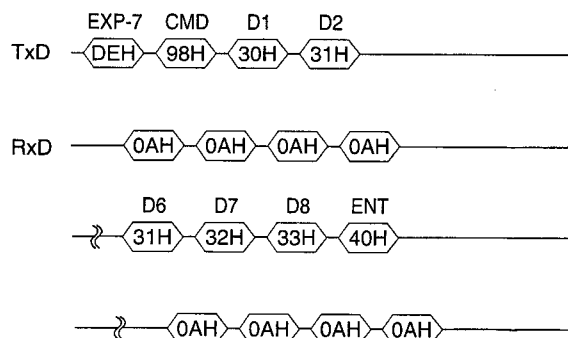 EXP-7 CMD D1 D2
TxD DEH 98H 30H 31H
RxD 0AH 0AH 0AH 0AH
D6 D7 D8 ENT
31H 32H 33H 40H
0AH 0AH 0AH 0AH